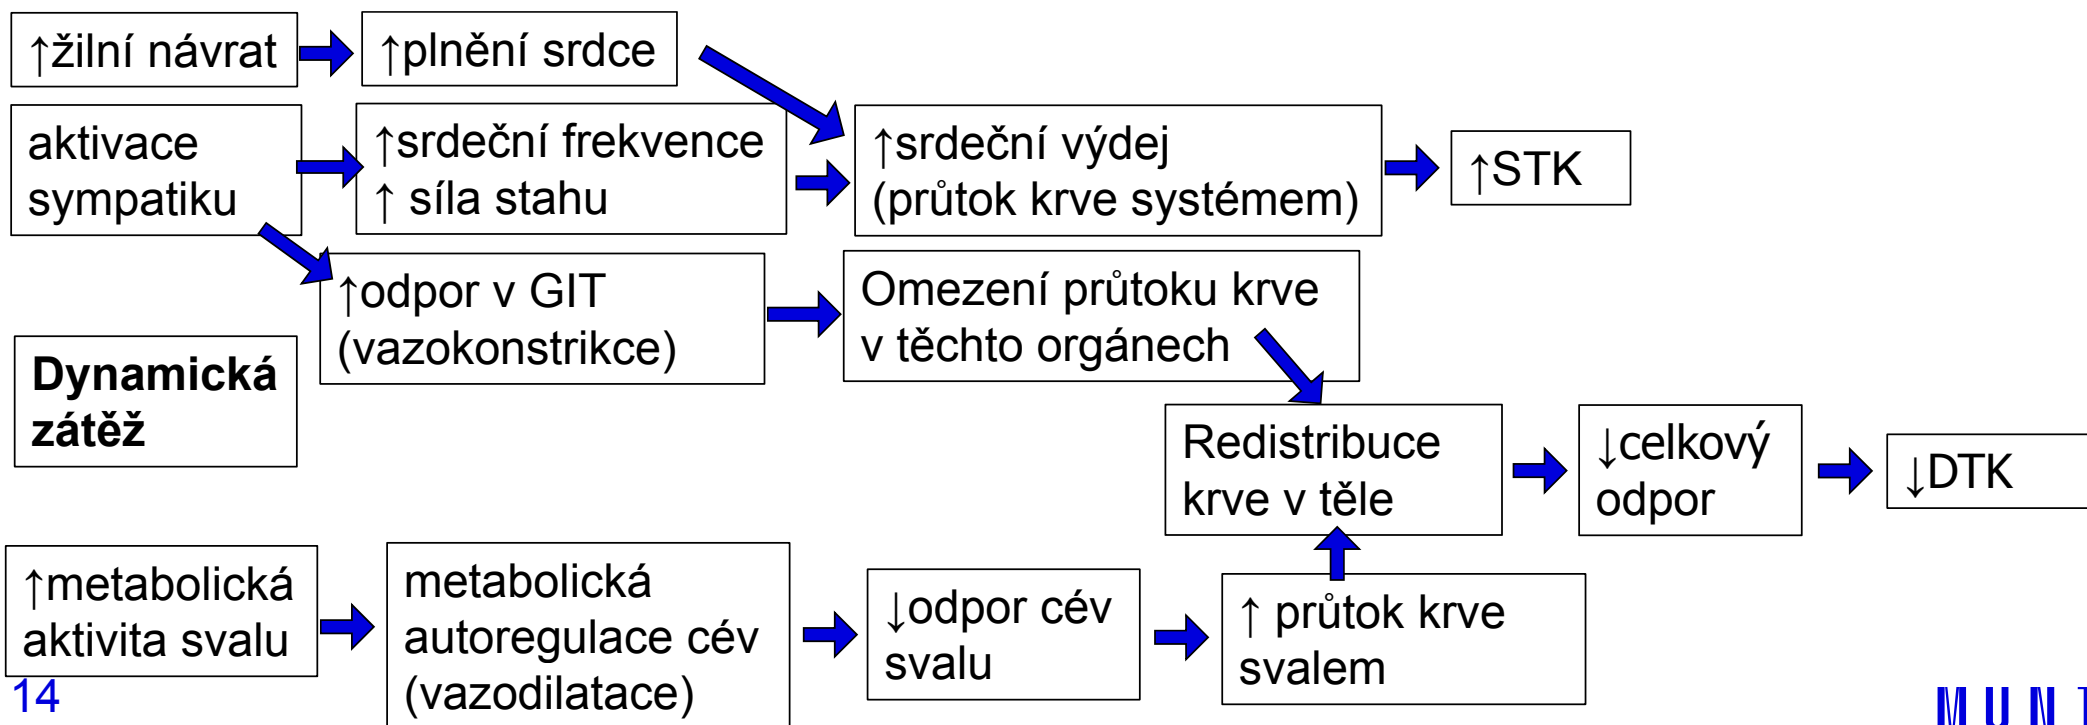 ↑žilní návrat
↑plnění srdce
aktivace
sympatiku
↑srdeční frekvence
↑ síla stahu
↑srdeční výdej
(průtok krve systémem)
↑STK
↑odpor v GIT
(vazokonstrikce)
Omezení průtoku krve
v těchto orgánech
Dynamická
zátěž
Redistribuce
krve v těle
↓celkový
odpor
↓DTK
↑metabolická
aktivita svalu
metabolická
autoregulace cév
(vazodilatace)
↓odpor cév
svalu
↑ průtok krve
svalem
14